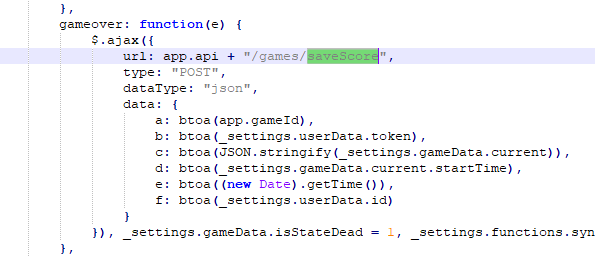 },
gameover: function(e) {
$.ajax({
url: app.api + "/games/saveScore",
type: "POST",
dataType: "json",
data: {
a: btoa(app.gameId),
b: btoa(_settings.userData.token),
c: btoa(JSON.stringify(_settings.gameData.current)),
d: btoa(_settings.gameData.current.startTime),
e: btoa((new Date).getTime()),
f: btoa(_settings.userData.id)
}
}), _settings.gameData.isStateDead = 1, _settings.functions.syn
},